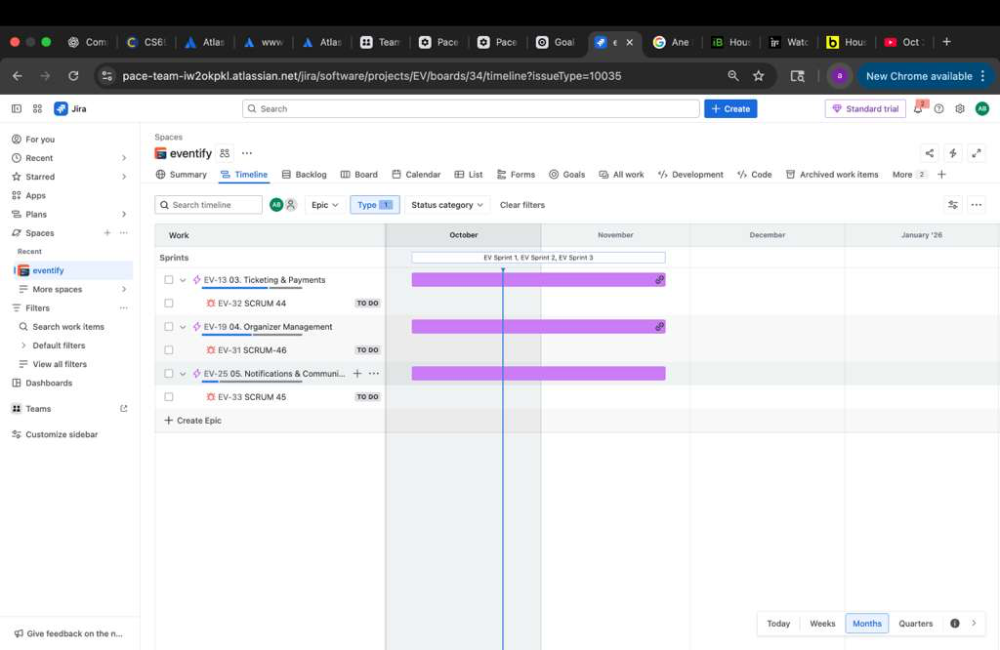 Com
CS6
Atlas
www
Atlas
Team
Pace
Pace
Goal
Ane
Hous
Watc
Hous
Oct
pace-team-iw2okpkl.atlassian.net/jira/software/projects/EV/boards/34/timeline?issueType=10035
a
New Chrome available
Jira
Search
+ Create
Standard trial
2
AB
For you
Recent
Starred
Apps
Plans
Spaces
Recent
eventify
More spaces
Filters
Search work items
Default filters
View all filters
Dashboards
Teams
Customize sidebar
Give feedback on the n...
Spaces
eventify
Summary
Timeline
Backlog
Board
Calendar
List
Forms
Goals
All work
Development
Code
Archived work items
More 2
Search timeline
AB
Epic
Type 1
Status category
Clear filters
Work
October
November
December
January '26
Sprints
EV Sprint 1, EV Sprint 2, EV Sprint 3
EV-13 03. Ticketing & Payments
EV-32 SCRUM 44
TO DO
EV-19 04. Organizer Management
EV-31 SCRUM-46
TO DO
EV-25 05. Notifications & Communi...
EV-33 SCRUM 45
TO DO
+ Create Epic
Today
Weeks
Months
Quarters